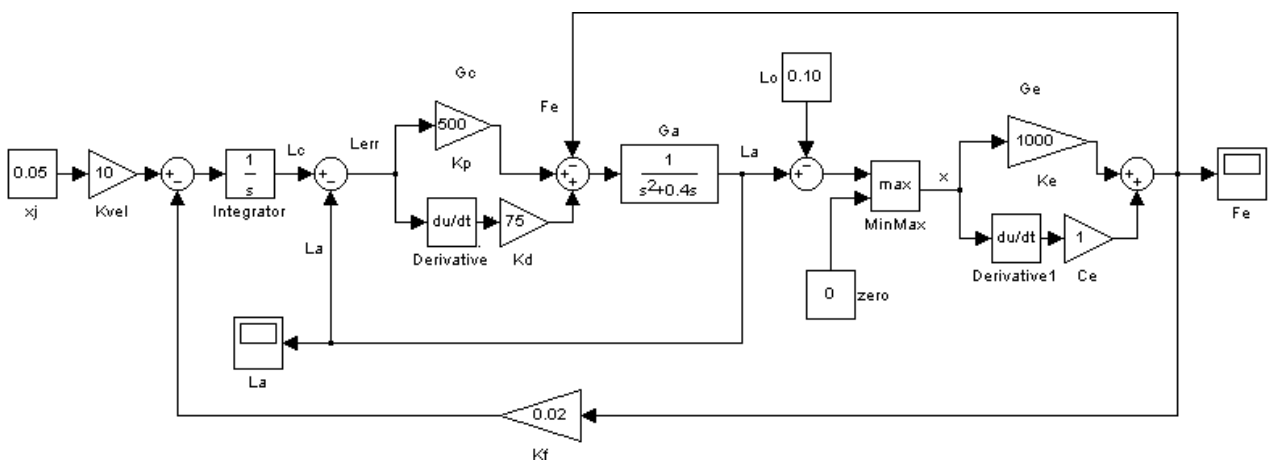 Gc
Lo
0.10
Ge
Fe
0.05
xj
10
Kvel
+
−
1
s
Integrator
Lc
+
−
Lerr
500
Kp
−
+
+
Ga
1
s²+0.4s
La
−
+
max
MinMax
x
1000
Ke
+
+
Fe
La
du/dt
Derivative
75
Kd
0
zero
du/dt
Derivative1
1
Ce
La
0.02
Kf